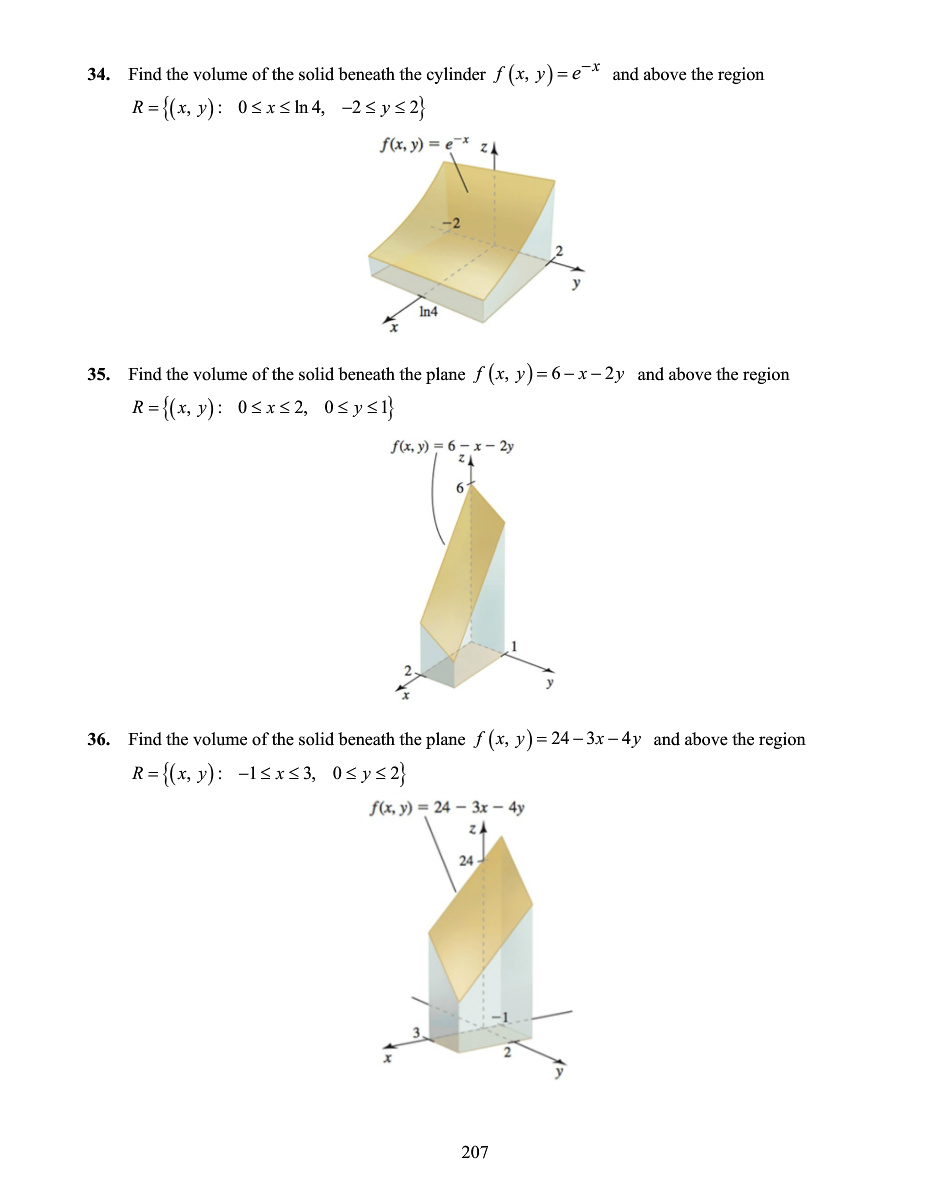 34. Find the volume of the solid beneath the cylinder f(x, y) = e⁻ˣ and above the region
R = {(x, y): 0 ≤ x ≤ ln 4, −2 ≤ y ≤ 2}
f(x, y) = e⁻ˣ z
−2
2
y
ln4
x
35. Find the volume of the solid beneath the plane f(x, y) = 6 − x − 2y and above the region
R = {(x, y): 0 ≤ x ≤ 2, 0 ≤ y ≤ 1}
f(x, y) = 6 − x − 2y
z
6
1
2
y
x
36. Find the volume of the solid beneath the plane f(x, y) = 24 − 3x − 4y and above the region
R = {(x, y): −1 ≤ x ≤ 3, 0 ≤ y ≤ 2}
f(x, y) = 24 − 3x − 4y
z
24
−1
3
2
x
y
207